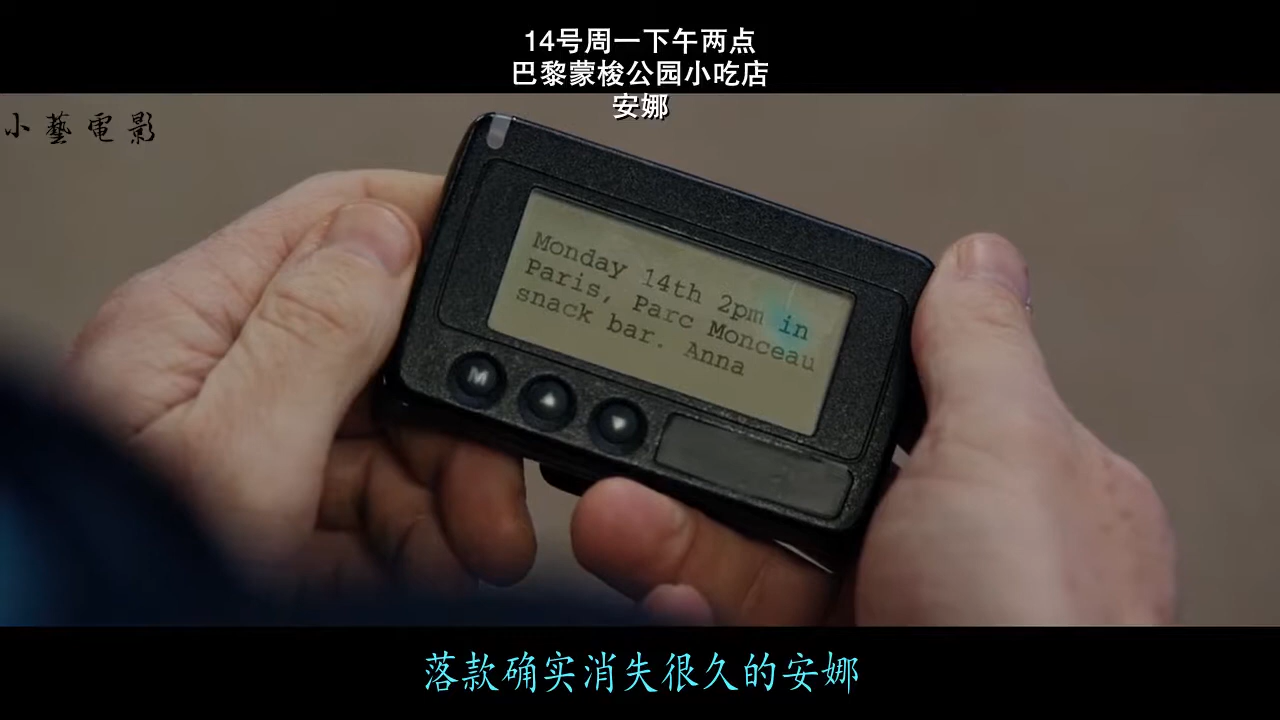 14号周一下午两点
巴黎蒙梭公园小吃店
安娜
小藝電影
Monday 14th 2pm in
Paris, Parc Monceau
snack bar. Anna
M
落款确实消失很久的安娜